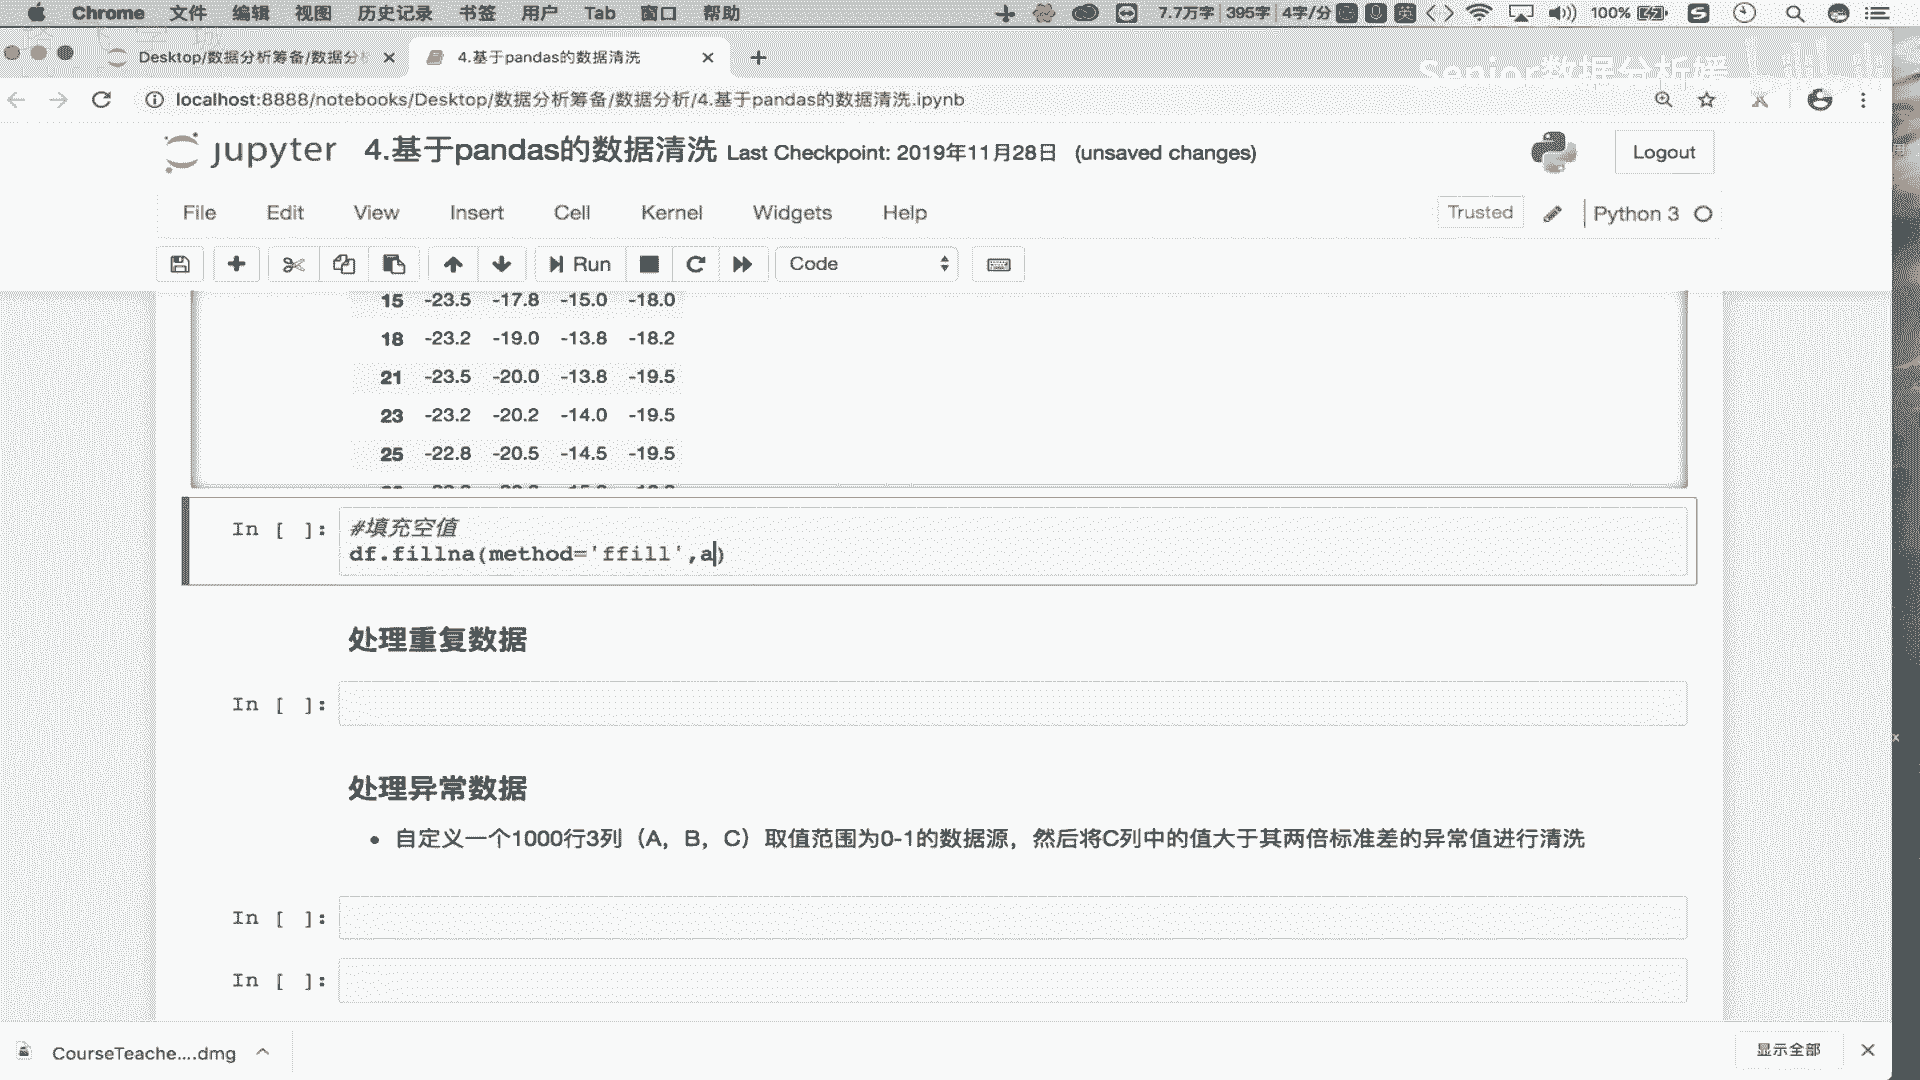 Chrome 文件 编辑 视图 历史记录 书签 用户 Tab 窗口 帮助 7.7万字 395字 4字/分 英 100%
Desktop/数据分析筹备/数据分 4.基于pandas的数据清洗
Senior数据分析媛
localhost:8888/notebooks/Desktop/数据分析筹备/数据分析/4.基于pandas的数据清洗.ipynb
jupyter 4.基于pandas的数据清洗 Last Checkpoint: 2019年11月28日 (unsaved changes) Logout
File Edit View Insert Cell Kernel Widgets Help Trusted Python 3
Run Code
15 -23.5 -17.8 -15.0 -18.0
18 -23.2 -19.0 -13.8 -18.2
21 -23.5 -20.0 -13.8 -19.5
23 -23.2 -20.2 -14.0 -19.5
25 -22.8 -20.5 -14.5 -19.5
In [ ]: #填充空值
df.fillna(method='ffill',a)
处理重复数据
In [ ]:
处理异常数据
自定义一个1000行3列（A，B，C）取值范围为0-1的数据源，然后将C列中的值大于其两倍标准差的异常值进行清洗
In [ ]:
In [ ]:
CourseTeache....dmg 显示全部